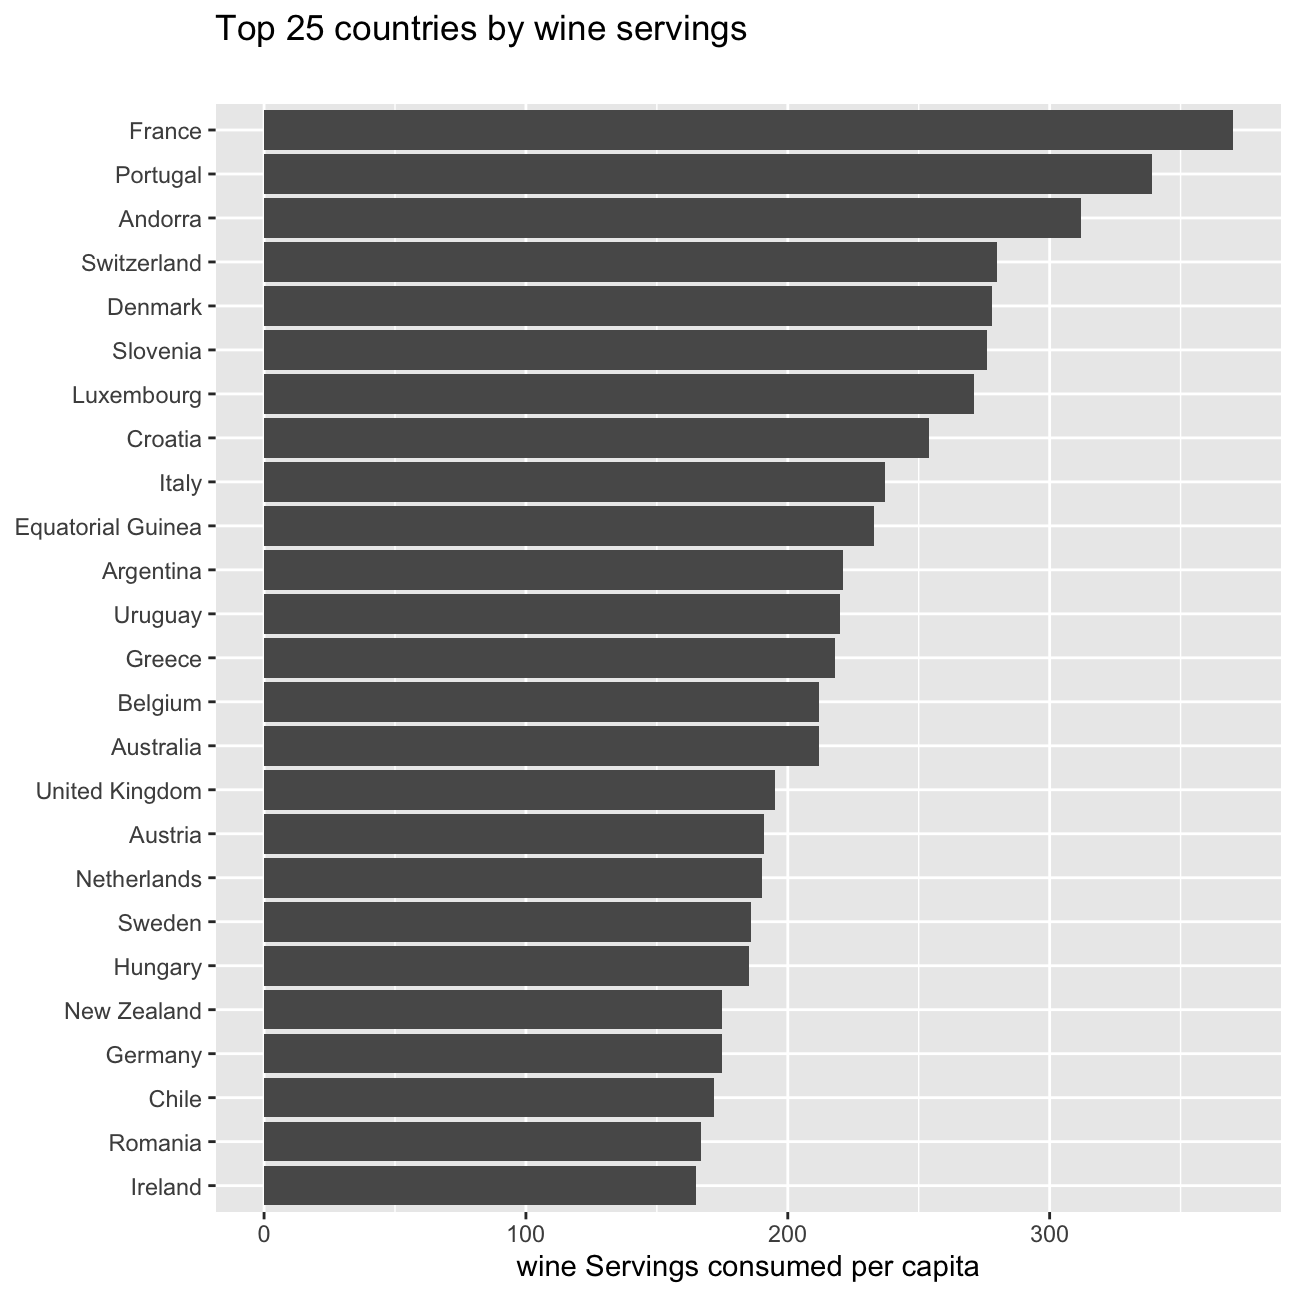 Top 25 countries by wine servings
France
Portugal
Andorra
Switzerland
Denmark
Slovenia
Luxembourg
Croatia
Italy
Equatorial Guinea
Argentina
Uruguay
Greece
Belgium
Australia
United Kingdom
Austria
Netherlands
Sweden
Hungary
New Zealand
Germany
Chile
Romania
Ireland
0 100 200 300
wine Servings consumed per capita